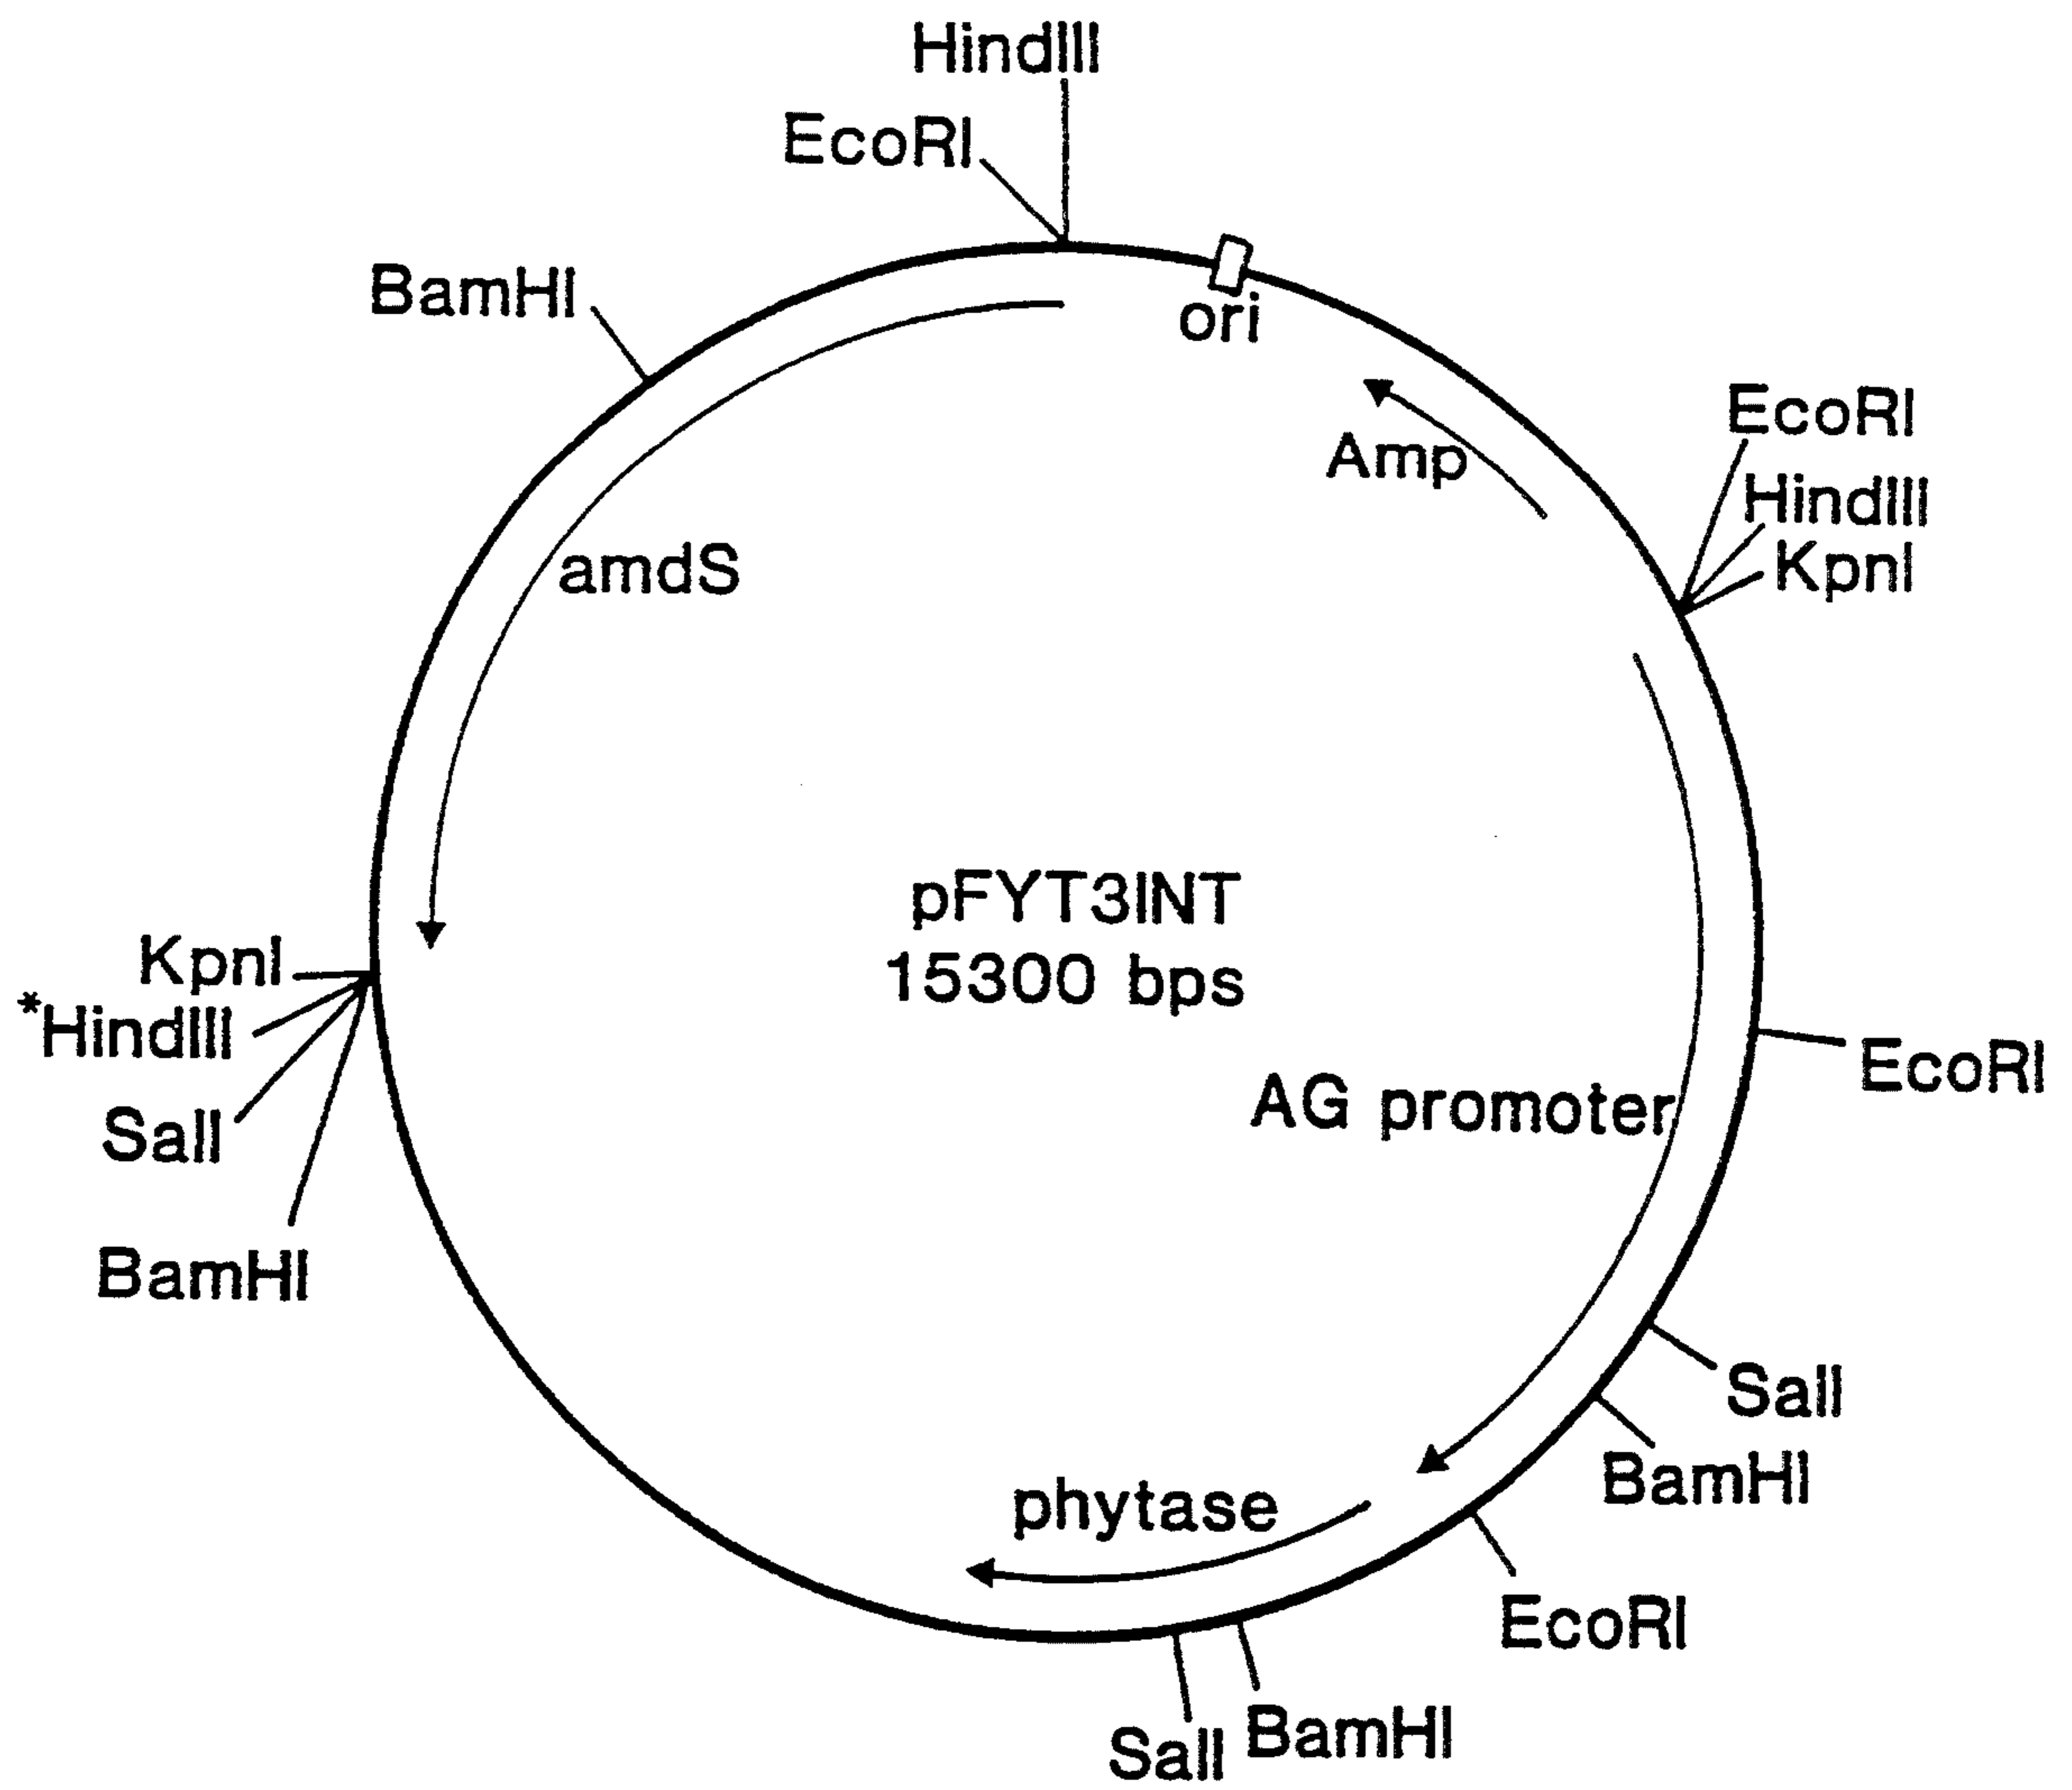 HindIII
EcoRI
BamHI
ori
EcoRI
Amp
HindIII
KpnI
amdS
pFYT3INT
15300 bps
KpnI
*HindIII
EcoRI
AG promoter
SalI
BamHI
SalI
BamHI
phytase
EcoRI
SalI
BamHI